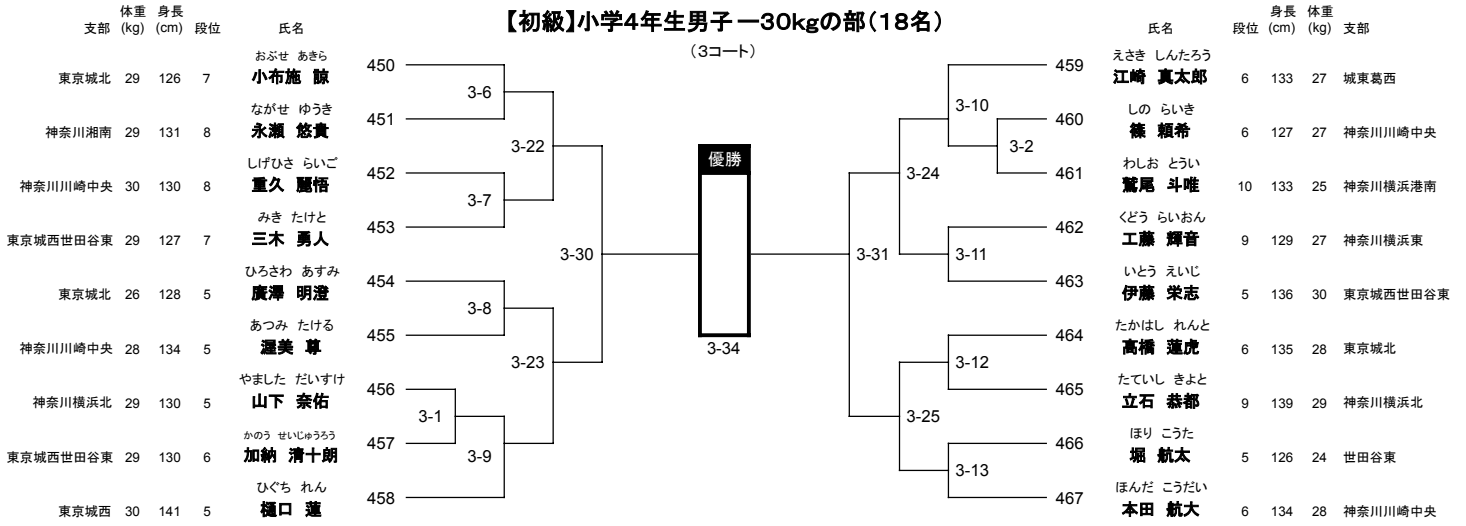 【初級】小学4年生男子 ー30kgの部(18名)
(3コート)
支部 体重(kg) 身長(cm) 段位 氏名
東京城北 29 126 7 おぶせ あきら 小布施 諒 450
神奈川湘南 29 131 8 ながせ ゆうき 永瀬 悠貴 451
神奈川川崎中央 30 130 8 しげひさ らいご 重久 麗悟 452
東京城西世田谷東 29 127 7 みき たけと 三木 勇人 453
東京城北 26 128 5 ひろさわ あすみ 廣澤 明澄 454
神奈川川崎中央 28 134 5 あつみ たける 渥美 尊 455
神奈川横浜北 29 130 5 やました だいすけ 山下 奈佑 456
東京城西世田谷東 29 130 6 かのう せいじゅうろう 加納 清十朗 457
東京城西 30 141 5 ひぐち れん 樋口 蓮 458
3-6
3-7
3-8
3-1
3-9
3-22
3-23
3-30
優勝
3-34
3-31
3-24
3-25
3-10
3-2
3-11
3-12
3-13
氏名 段位 身長(cm) 体重(kg) 支部
459 えさき しんたろう 江崎 真太郎 6 133 27 城東葛西
460 しの らいき 篠 頼希 6 127 27 神奈川川崎中央
461 わしお とうい 鷲尾 斗唯 10 133 25 神奈川横浜港南
462 くどう らいおん 工藤 輝音 9 129 27 神奈川横浜東
463 いとう えいじ 伊藤 栄志 5 136 30 東京城西世田谷東
464 たかはし れんと 髙橋 蓮虎 6 135 28 東京城北
465 たていし きよと 立石 恭都 9 139 29 神奈川横浜北
466 ほり こうた 堀 航太 5 126 24 世田谷東
467 ほんだ こうだい 本田 航大 6 134 28 神奈川川崎中央